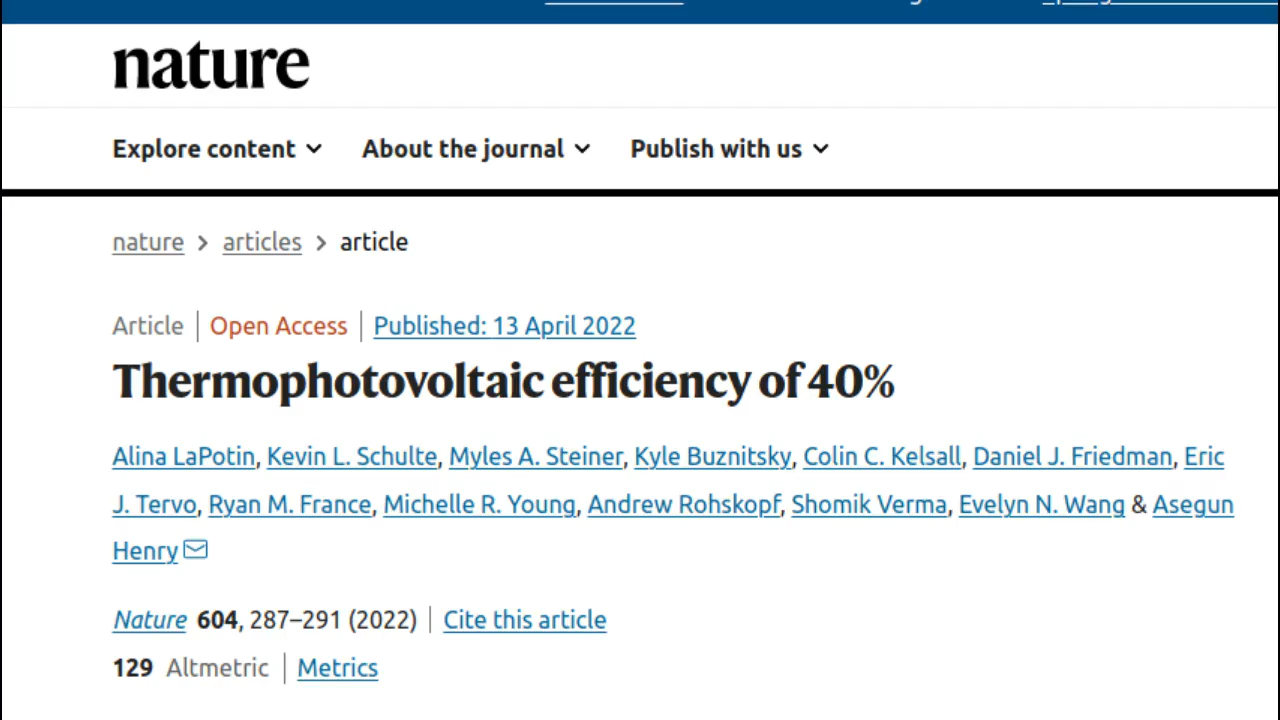 nature
Explore content About the journal Publish with us
nature > articles > article
Article | Open Access | Published: 13 April 2022
Thermophotovoltaic efficiency of 40%
Alina LaPotin, Kevin L. Schulte, Myles A. Steiner, Kyle Buznitsky, Colin C. Kelsall, Daniel J. Friedman, Eric
J. Tervo, Ryan M. France, Michelle R. Young, Andrew Rohskopf, Shomik Verma, Evelyn N. Wang & Asegun
Henry
Nature 604, 287–291 (2022) | Cite this article
129 Altmetric | Metrics